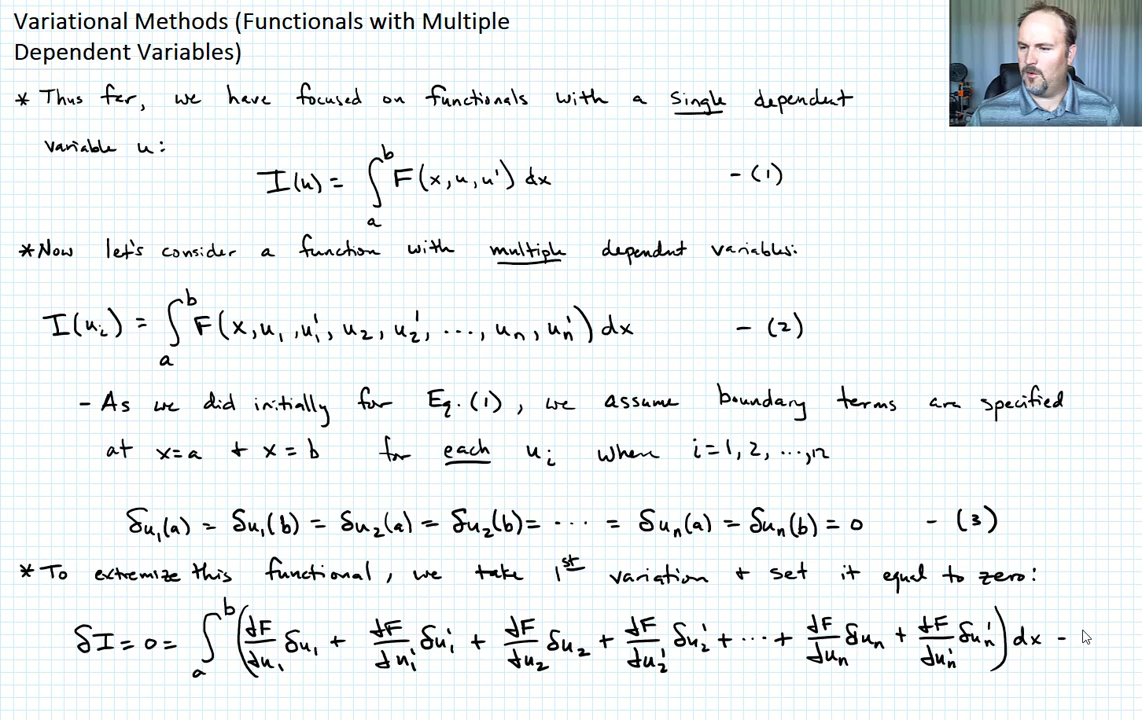 Variational Methods (Functionals with Multiple
Dependent Variables)
* Thus far, we have focused on functionals with a single dependent
variable u:
I(u) = ∫_a^b F(x, u, u') dx - (1)
* Now let's consider a function with multiple dependent variables:
I(u_i) = ∫_a^b F(x, u_1, u_1', u_2, u_2', ..., u_n, u_n') dx - (2)
- As we did initially for Eq. (1), we assume boundary terms are specified
at x=a + x=b for each u_i where i=1, 2, ..., n
δu_1(a) = δu_1(b) = δu_2(a) = δu_2(b) = ... = δu_n(a) = δu_n(b) = 0 - (3)
* To extremize this functional, we take 1st variation + set it equal to zero:
δI = 0 = ∫_a^b (∂F/∂u_1 δu_1 + ∂F/∂u_1' δu_1' + ∂F/∂u_2 δu_2 + ∂F/∂u_2' δu_2' + ... + ∂F/∂u_n δu_n + ∂F/∂u_n' δu_n') dx -